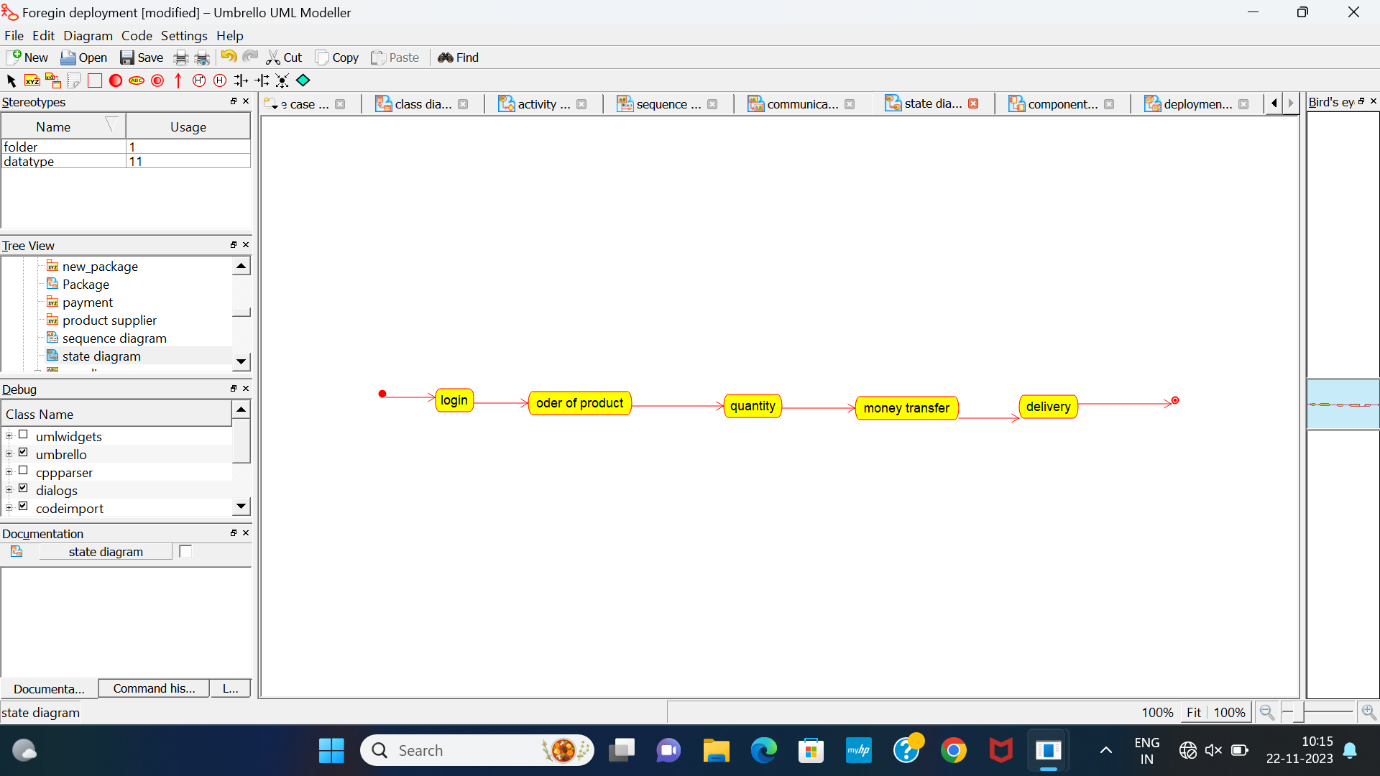 Foregin deployment [modified] – Umbrello UML Modeller
File Edit Diagram Code Settings Help
New Open Save Cut Copy Paste Find
Stereotypes
Name Usage
folder 1
datatype 11
e case ... class dia... activity ... sequence ... communica... state dia... component... deploymen...
Bird's ey
Tree View
new_package
Package
payment
product supplier
sequence diagram
state diagram
login oder of product quantity money transfer delivery
Debug
Class Name
umlwidgets
umbrello
cppparser
dialogs
codeimport
Documentation
state diagram
Documenta... Command his... L...
state diagram
100% Fit 100%
Search
ENG
IN
10:15
22-11-2023